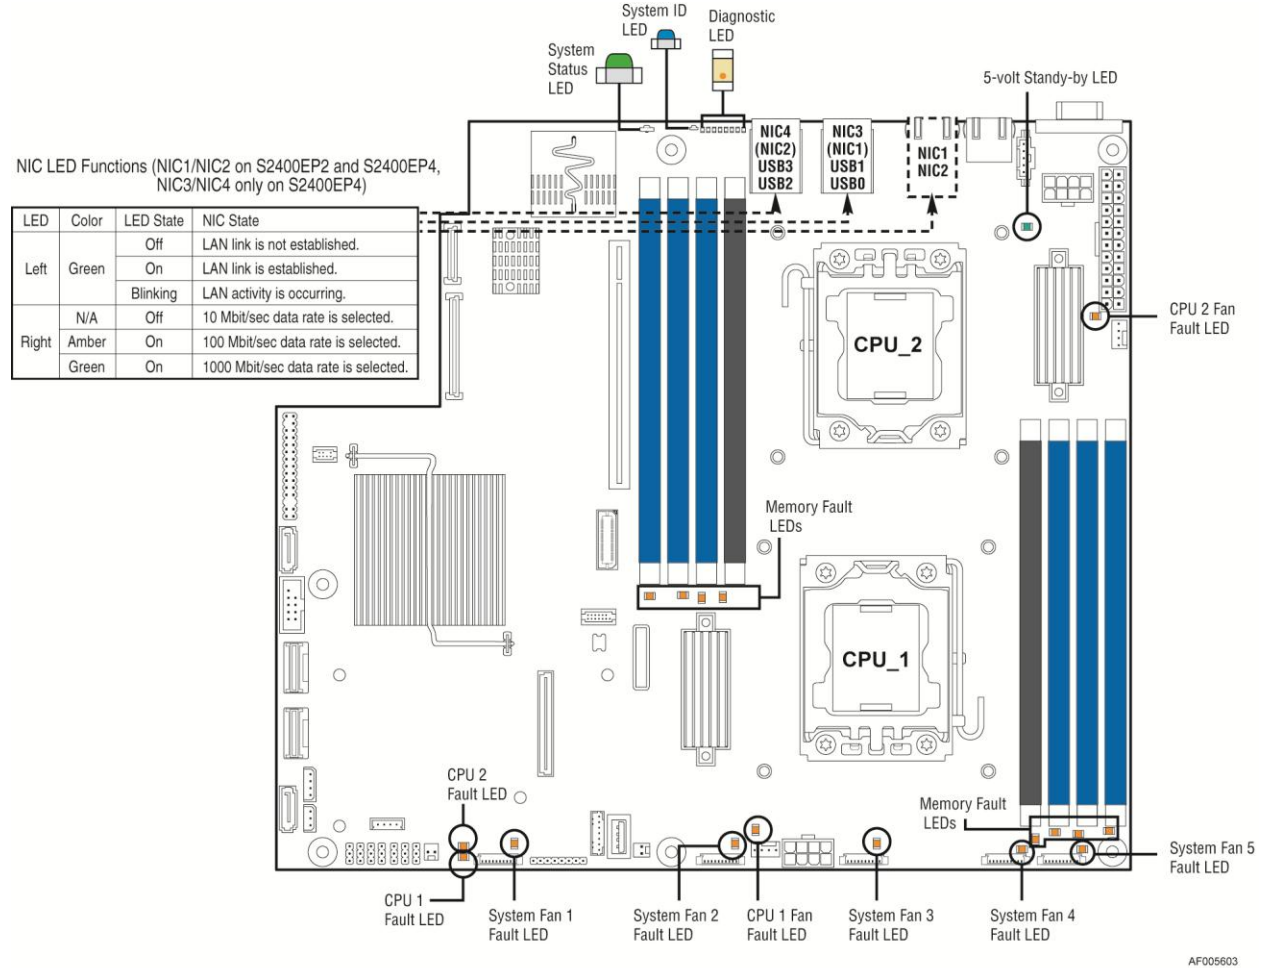 System ID
LED
Diagnostic
LED
System
Status
LED
5-volt Standy-by LED
NIC4
(NIC2)
USB3
USB2
NIC3
(NIC1)
USB1
USB0
NIC1
NIC2
NIC LED Functions (NIC1/NIC2 on S2400EP2 and S2400EP4,
NIC3/NIC4 only on S2400EP4)
LED Color LED State NIC State
Left Green Off LAN link is not established.
On LAN link is established.
Blinking LAN activity is occurring.
Right N/A Off 10 Mbit/sec data rate is selected.
Amber On 100 Mbit/sec data rate is selected.
Green On 1000 Mbit/sec data rate is selected.
CPU 2 Fan
Fault LED
CPU_2
Memory Fault
LEDs
CPU_1
CPU 2
Fault LED
Memory Fault
LEDs
System Fan 5
Fault LED
CPU 1
Fault LED
System Fan 1
Fault LED
System Fan 2
Fault LED
CPU 1 Fan
Fault LED
System Fan 3
Fault LED
System Fan 4
Fault LED
AF005603